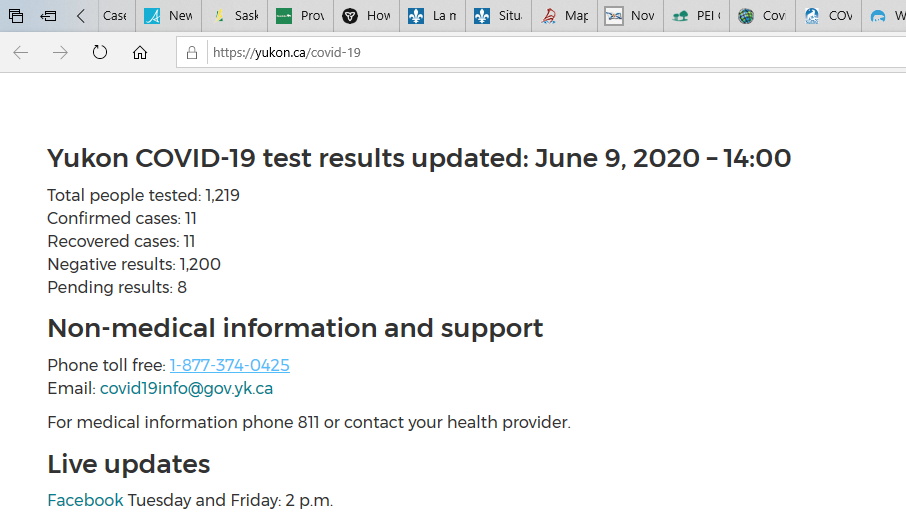 Case New Sask Prov How La m Situ Map Nov PEI Cov COV W
https://yukon.ca/covid-19
Yukon COVID-19 test results updated: June 9, 2020 – 14:00
Total people tested: 1,219
Confirmed cases: 11
Recovered cases: 11
Negative results: 1,200
Pending results: 8
Non-medical information and support
Phone toll free: 1-877-374-0425
Email: covid19info@gov.yk.ca
For medical information phone 811 or contact your health provider.
Live updates
Facebook Tuesday and Friday: 2 p.m.